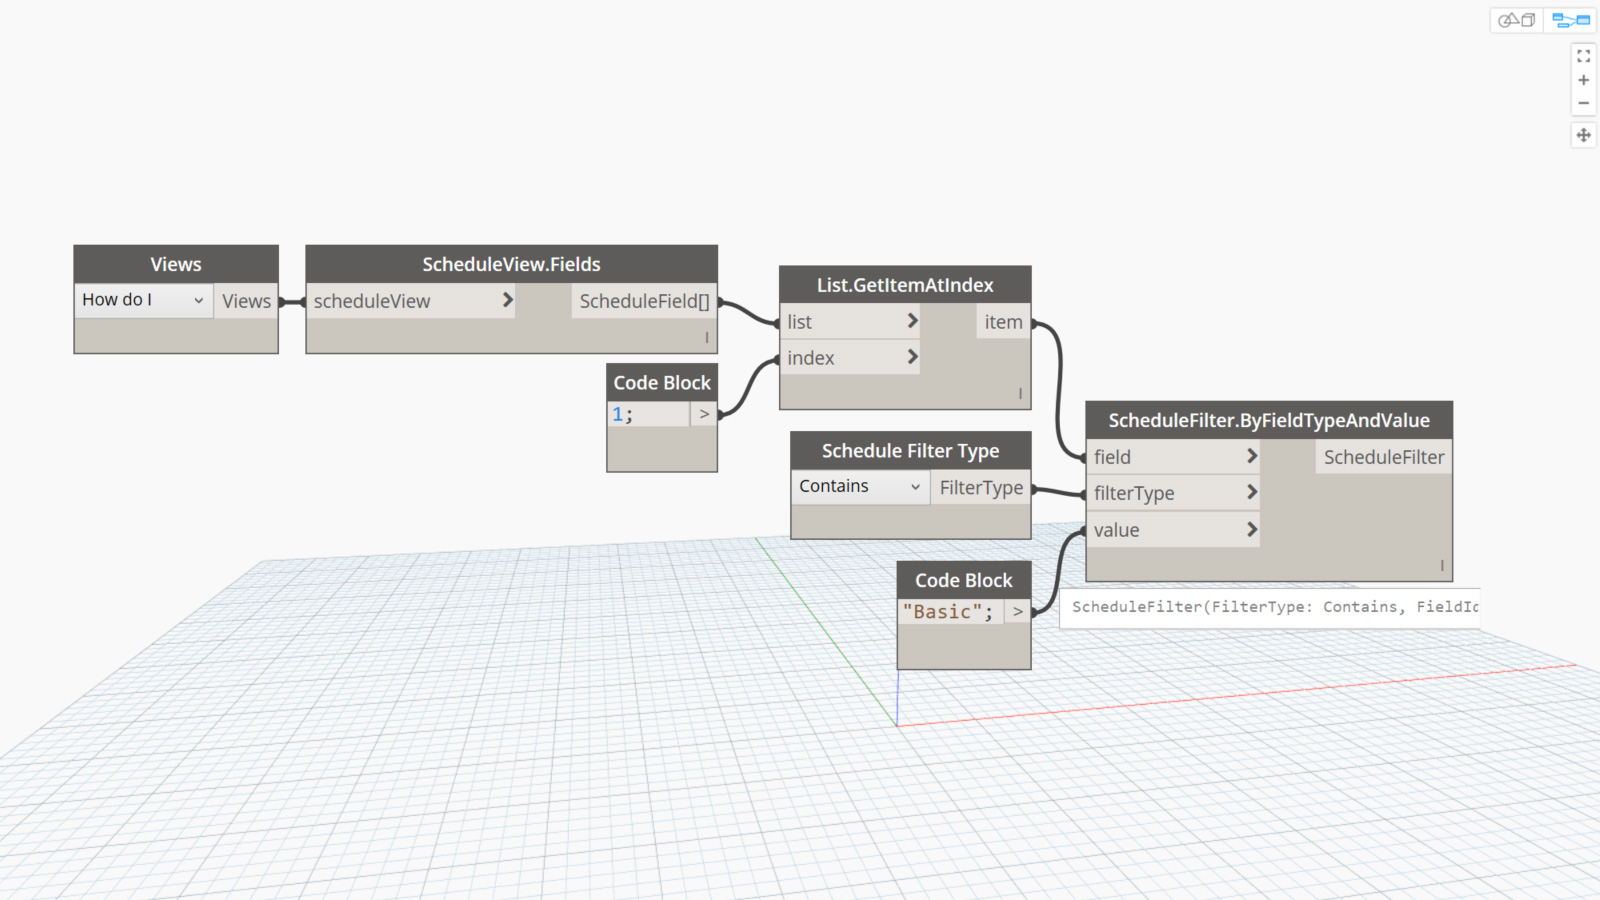 Views
How do I
Views
ScheduleView.Fields
scheduleView
ScheduleField[]
Code Block
1;
>
List.GetItemAtIndex
list
item
index
Schedule Filter Type
Contains
FilterType
Code Block
"Basic";
>
ScheduleFilter.ByFieldTypeAndValue
field
ScheduleFilter
filterType
value
ScheduleFilter(FilterType: Contains, FieldId